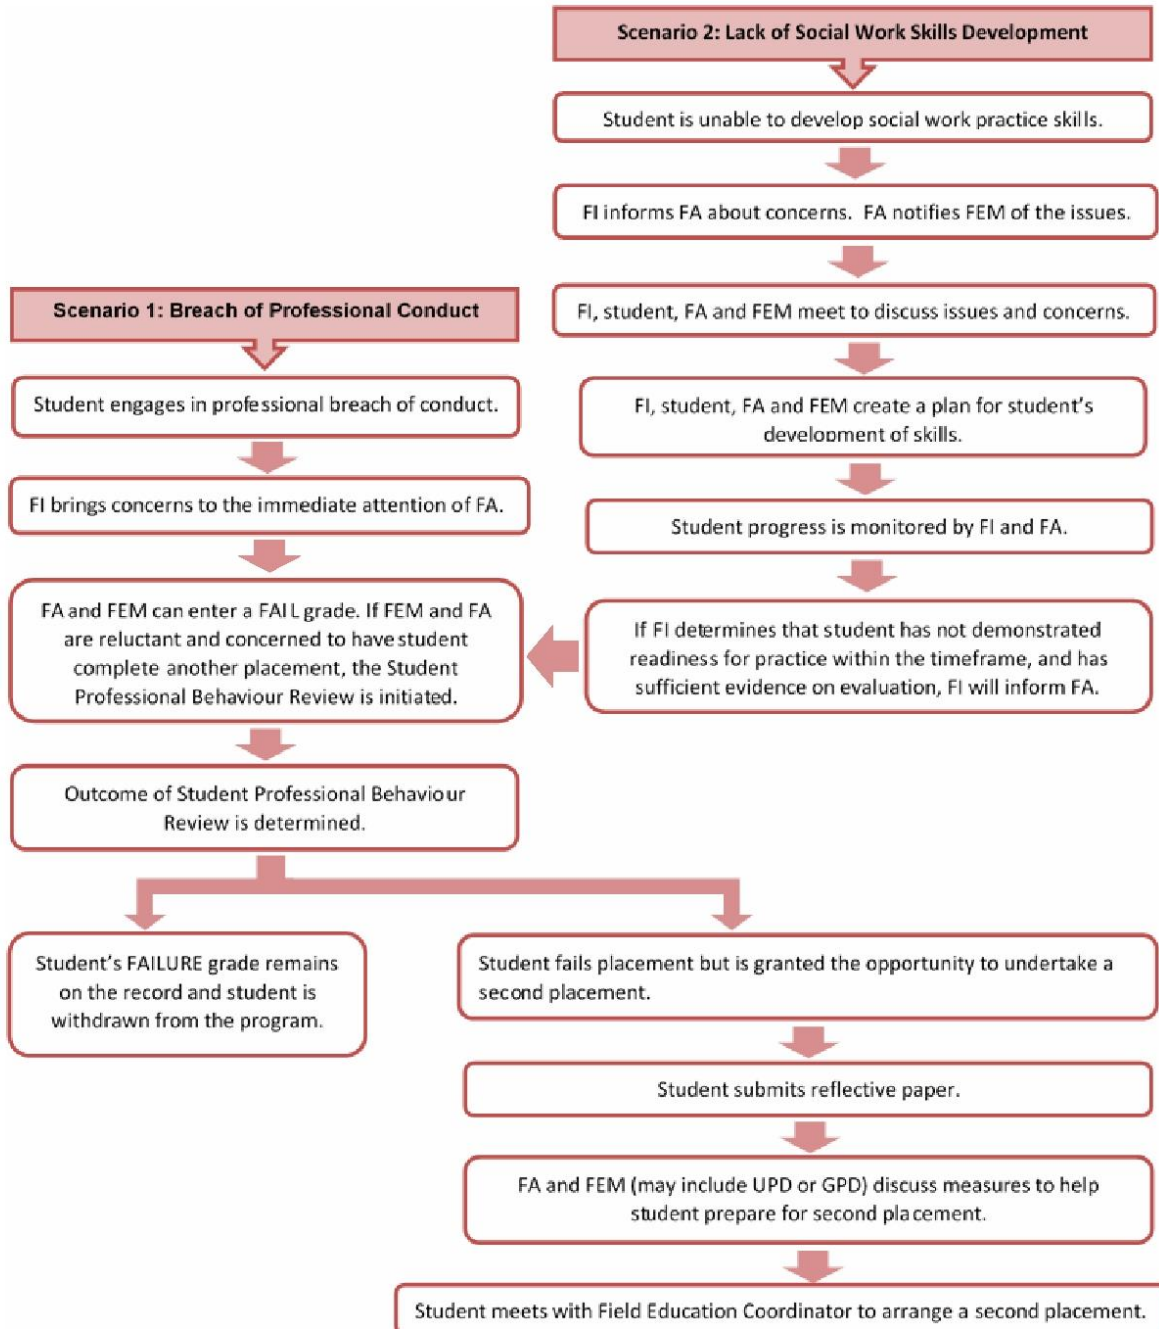 Scenario 2: Lack of Social Work Skills Development
Student is unable to develop social work practice skills.
FI informs FA about concerns.  FA notifies FEM of the issues.
FI, student, FA and FEM meet to discuss issues and concerns.
FI, student, FA and FEM create a plan for student's
development of skills.
Student progress is monitored by FI and FA.
If FI determines that student has not demonstrated
readiness for practice within the timeframe, and has
sufficient evidence on evaluation, FI will inform FA.
Scenario 1: Breach of Professional Conduct
Student engages in professional breach of conduct.
FI brings concerns to the immediate attention of FA.
FA and FEM can enter a FAIL grade. If FEM and FA
are reluctant and concerned to have student
complete another placement, the Student
Professional Behaviour Review is initiated.
Outcome of Student Professional Behaviour
Review is determined.
Student's FAILURE grade remains
on the record and student is
withdrawn from the program.
Student fails placement but is granted the opportunity to undertake a
second placement.
Student submits reflective paper.
FA and FEM (may include UPD or GPD) discuss measures to help
student prepare for second placement.
Student meets with Field Education Coordinator to arrange a second placement.